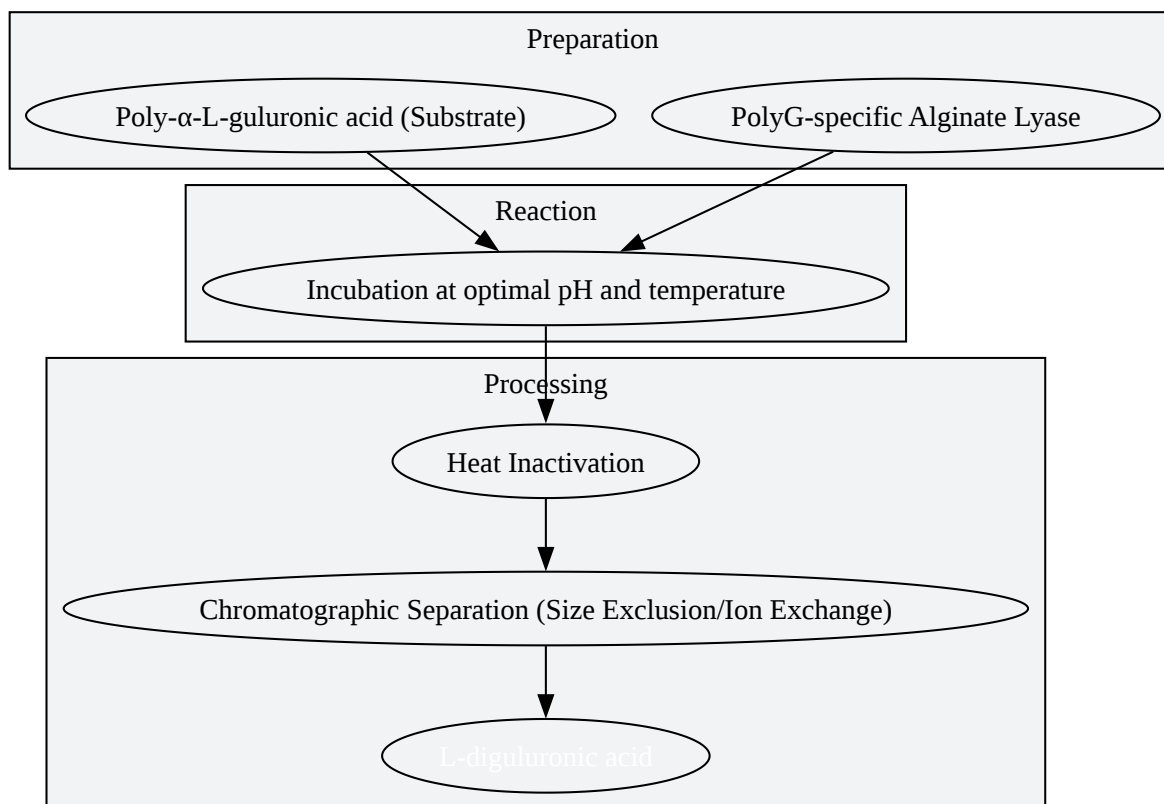 Preparation
Poly-α-L-guluronic acid (Substrate)
PolyG-specific Alginate Lyase
Reaction
Incubation at optimal pH and temperature
Processing
Heat Inactivation
Chromatographic Separation (Size Exclusion/Ion Exchange)
L-diguluronic acid